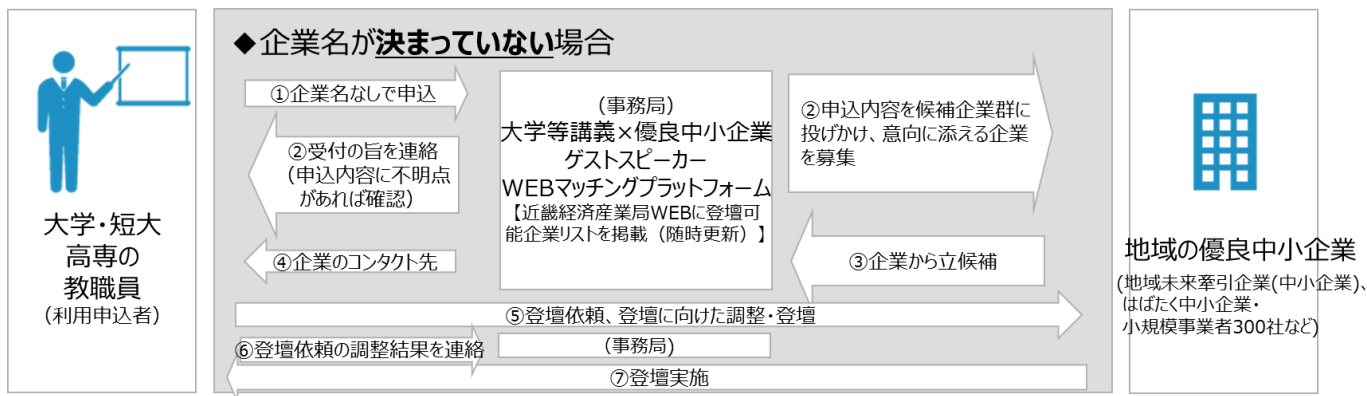 ◆企業名が決まっていない場合
大学・短大
高専の
教職員
（利用申込者）
①企業名なしで申込
②受付の旨を連絡
（申込内容に不明点
があれば確認）
④企業のコンタクト先
（事務局）
大学等講義×優良中小企業
ゲストスピーカー
WEBマッチングプラットフォーム
【近畿経済産業局WEBに登壇可
能企業リストを掲載（随時更新）】
②申込内容を候補企業群に
投げかけ、意向に添える企業
を募集
③企業から立候補
⑤登壇依頼、登壇に向けた調整・登壇
⑥登壇依頼の調整結果を連絡
（事務局）
⑦登壇実施
地域の優良中小企業
(地域未来牽引企業(中小企業)、
はばたく中小企業・
小規模事業者300社など)